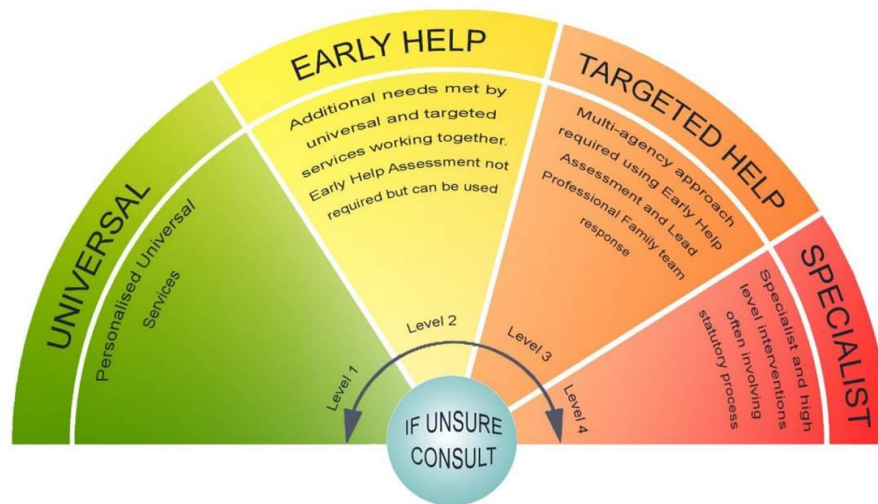 UNIVERSAL
Personalised Universal
Services
Level 1
EARLY HELP
Additional needs met by
universal and targeted
services working together.
Early Help Assessment not
required but can be used
Level 2
TARGETED HELP
Multi-agency approach
required using Early Help
Assessment and Lead
Professional Family team
response
Level 3
SPECIALIST
Specialist and high
level interventions
often involving
statutory process
Level 4
IF UNSURE
CONSULT